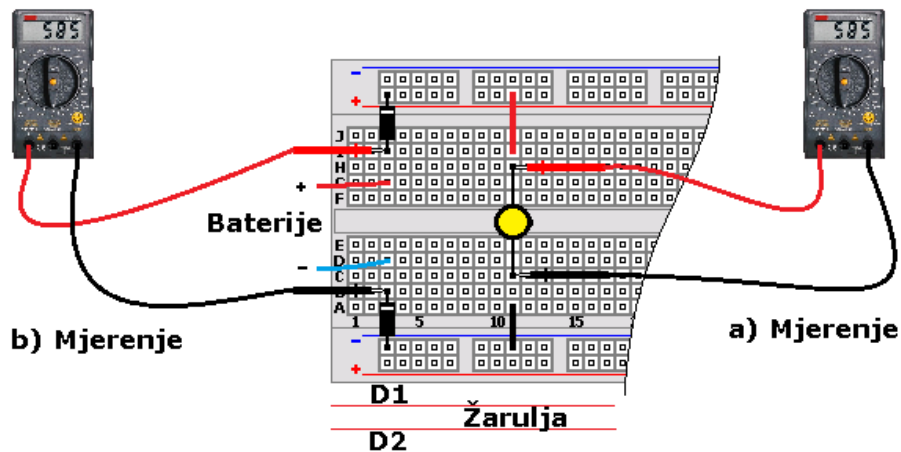 585
585
-
+
J
I
H
G
F
+
Baterije
E
D
C
B
A
-
1 5 10 15
b) Mjerenje
a) Mjerenje
-
+
D1
Žarulja
D2